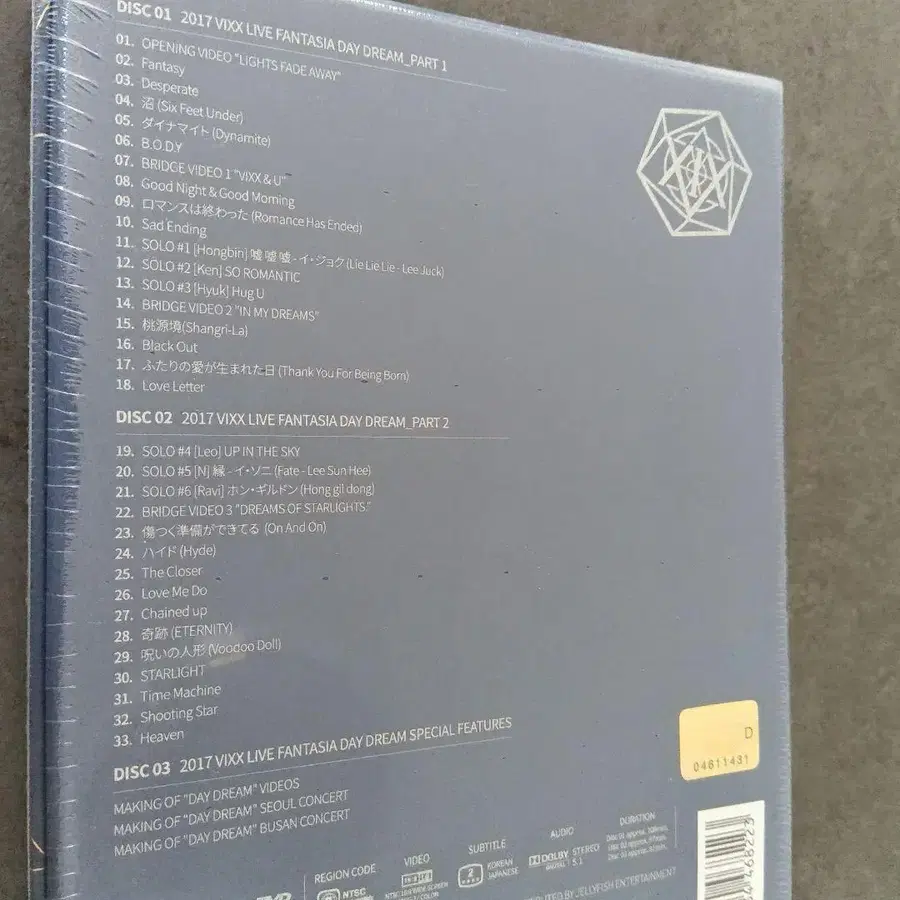 DISC 01 2017 VIXX LIVE FANTASIA DAY DREAM_PART 1
01. OPENING VIDEO "LIGHTS FADE AWAY"
02. Fantasy
03. Desperate
04. 沼 (Six Feet Under)
05. ダイナマイト (Dynamite)
06. B.O.D.Y
07. BRIDGE VIDEO 1 "VIXX & U"
08. Good Night & Good Morning
09. ロマンスは終わった (Romance Has Ended)
10. Sad Ending
11. SOLO #1 [Hongbin] 嘘 嘘 嘘 - イ・ジョク (Lie Lie Lie - Lee Juck)
12. SOLO #2 [Ken] SO ROMANTIC
13. SOLO #3 [Hyuk] Hug U
14. BRIDGE VIDEO 2 "IN MY DREAMS"
15. 桃源境(Shangri-La)
16. Black Out
17. ふたりの愛が生まれた日 (Thank You For Being Born)
18. Love Letter
DISC 02 2017 VIXX LIVE FANTASIA DAY DREAM_PART 2
19. SOLO #4 [Leo] UP IN THE SKY
20. SOLO #5 [N] 縁 - イ・ソニ (Fate - Lee Sun Hee)
21. SOLO #6 [Ravi] ホン・ギルドン (Hong gil dong)
22. BRIDGE VIDEO 3 "DREAMS OF STARLIGHTS"
23. 傷つく準備ができてる (On And On)
24. ハイド (Hyde)
25. The Closer
26. Love Me Do
27. Chained up
28. 奇跡 (ETERNITY)
29. 呪いの人形 (Voodoo Doll)
30. STARLIGHT
31. Time Machine
32. Shooting Star
33. Heaven
DISC 03 2017 VIXX LIVE FANTASIA DAY DREAM SPECIAL FEATURES
MAKING OF "DAY DREAM" VIDEOS
MAKING OF "DAY DREAM" SEOUL CONCERT
MAKING OF "DAY DREAM" BUSAN CONCERT
D
04611431
REGION CODE
NTSC
VIDEO
SUBTITLE
2
KOREAN
JAPANESE
AUDIO
DOLBY STEREO
5.1
DURATION
BY JELLYFISH ENTERTAINMENT
468223